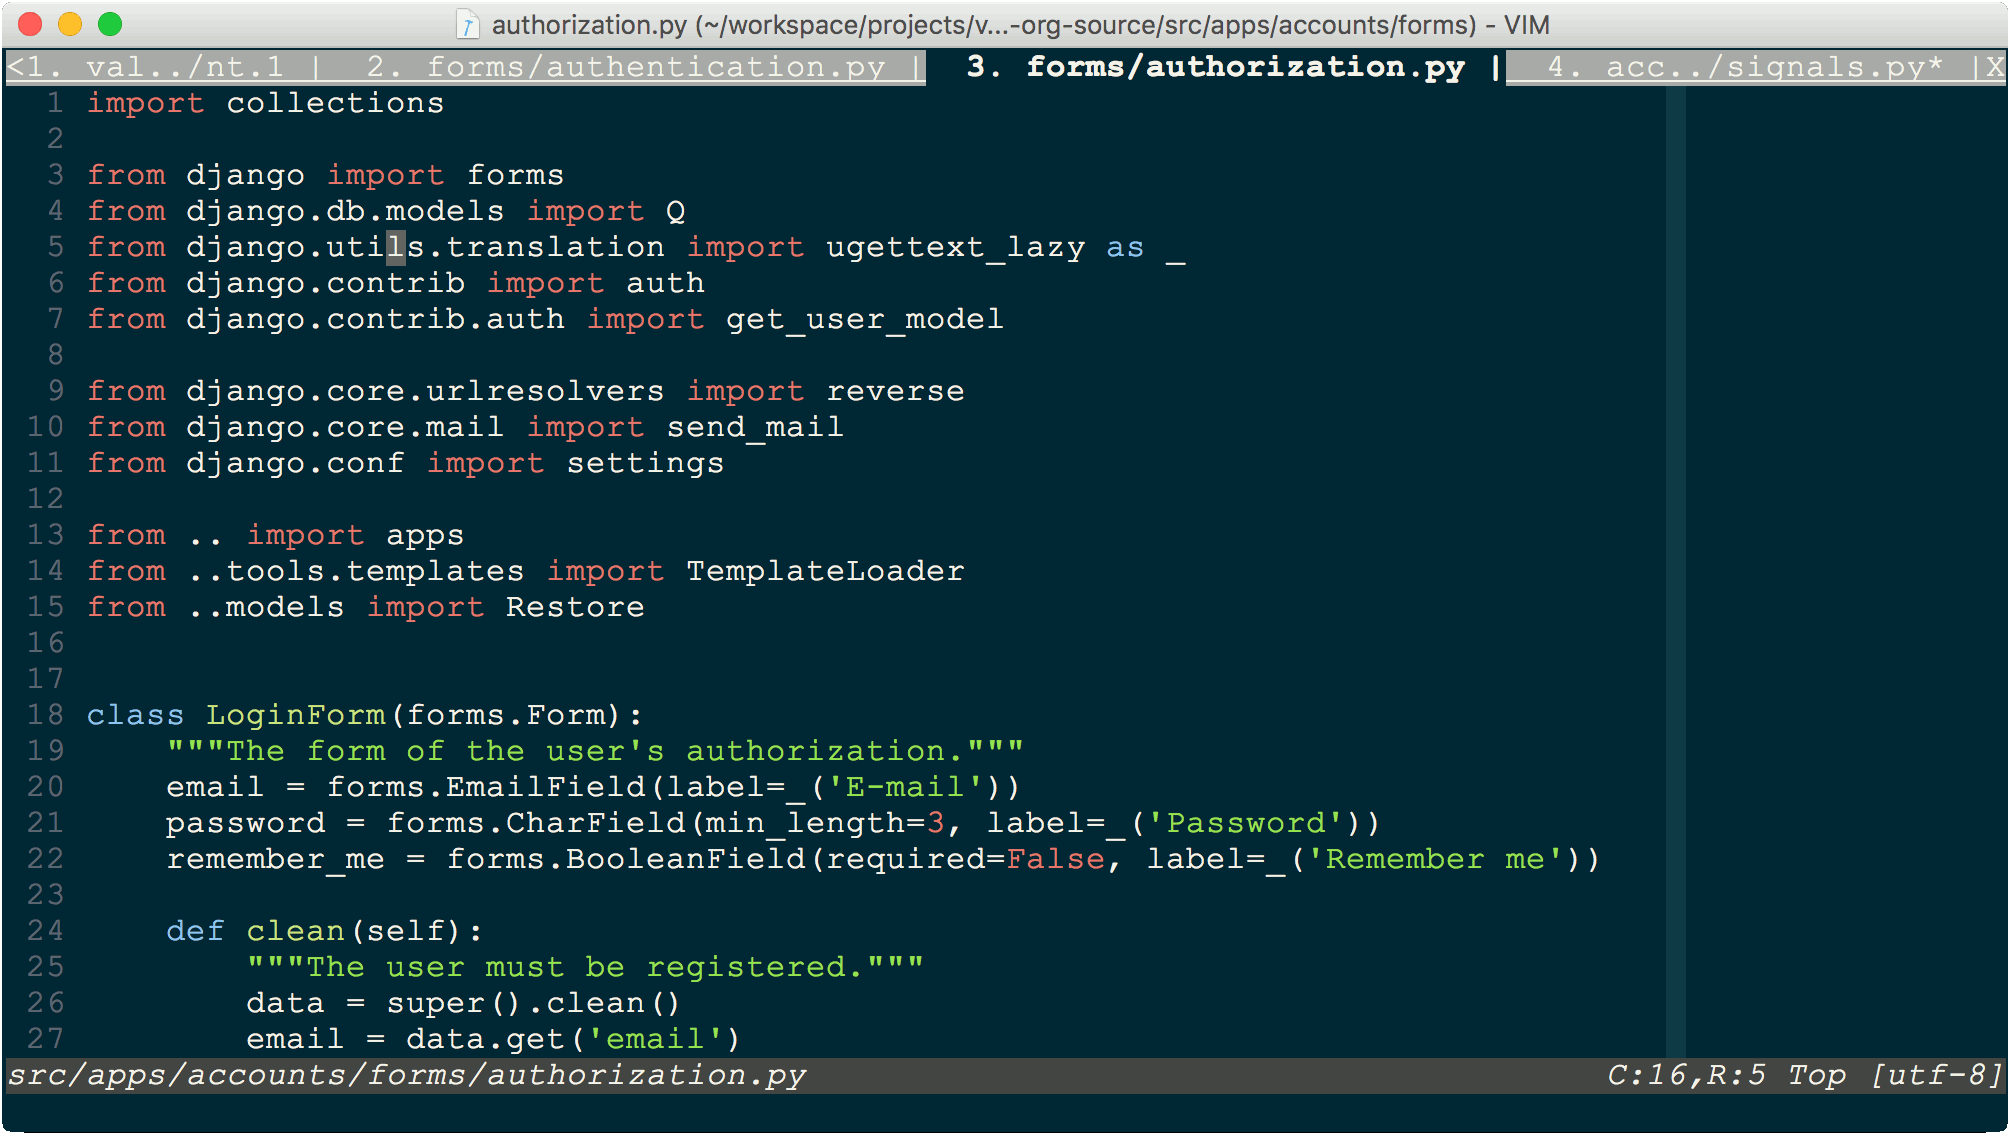 authorization.py (~/workspace/projects/v...-org-source/src/apps/accounts/forms) - VIM
<1. val../nt.1 | 2. forms/authentication.py | 3. forms/authorization.py | 4. acc../signals.py* |X
1 import collections
2
3 from django import forms
4 from django.db.models import Q
5 from django.utils.translation import ugettext_lazy as _
6 from django.contrib import auth
7 from django.contrib.auth import get_user_model
8
9 from django.core.urlresolvers import reverse
10 from django.core.mail import send_mail
11 from django.conf import settings
12
13 from .. import apps
14 from ..tools.templates import TemplateLoader
15 from ..models import Restore
16
17
18 class LoginForm(forms.Form):
19     """The form of the user's authorization."""
20     email = forms.EmailField(label=_('E-mail'))
21     password = forms.CharField(min_length=3, label=_('Password'))
22     remember_me = forms.BooleanField(required=False, label=_('Remember me'))
23
24     def clean(self):
25         """The user must be registered."""
26         data = super().clean()
27         email = data.get('email')
src/apps/accounts/forms/authorization.py C:16,R:5 Top [utf-8]